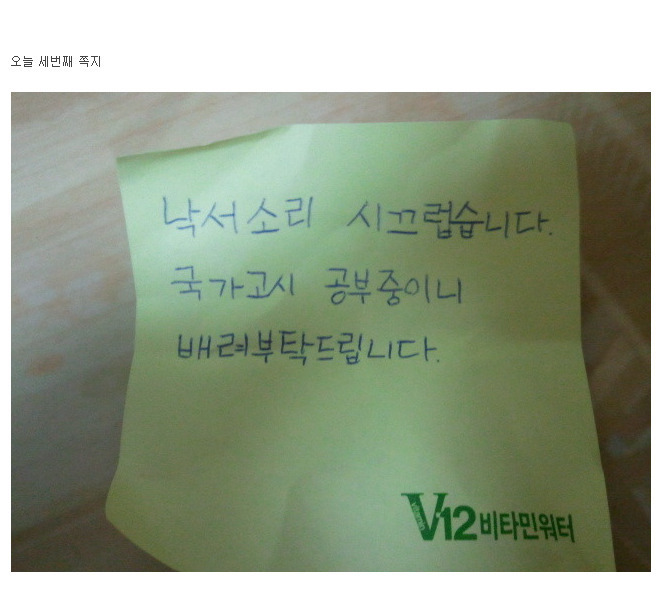 오늘 세번째 쪽지
낙서소리 시끄럽습니다.
국가고시 공부중이니
배려부탁드립니다.
V12 비타민워터